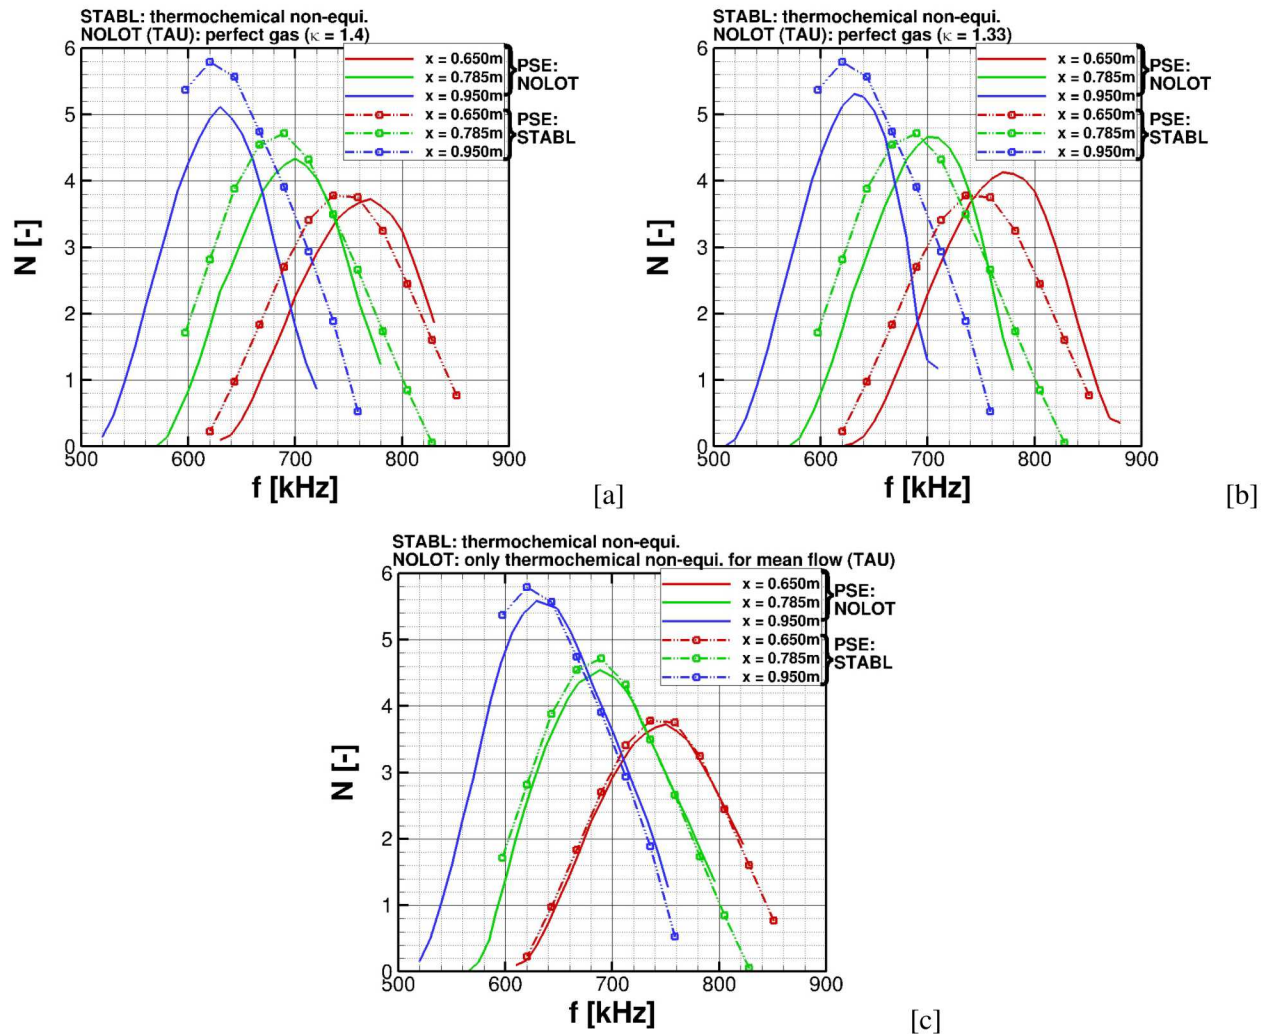 STABL: thermochemical non-equi.
NOLOT (TAU): perfect gas (κ = 1.4)
x = 0.650m
x = 0.785m
x = 0.950m
PSE:
NOLOT
x = 0.650m
x = 0.785m
x = 0.950m
PSE:
STABL
6
5
4
3
2
1
0
N [-]
500
600
700
800
900
f [kHz]
[a]
STABL: thermochemical non-equi.
NOLOT (TAU): perfect gas (κ = 1.33)
x = 0.650m
x = 0.785m
x = 0.950m
PSE:
NOLOT
x = 0.650m
x = 0.785m
x = 0.950m
PSE:
STABL
6
5
4
3
2
1
0
N [-]
500
600
700
800
900
f [kHz]
[b]
STABL: thermochemical non-equi.
NOLOT: only thermochemical non-equi. for mean flow (TAU)
x = 0.650m
x = 0.785m
x = 0.950m
PSE:
NOLOT
x = 0.650m
x = 0.785m
x = 0.950m
PSE:
STABL
6
5
4
3
2
1
0
N [-]
500
600
700
800
900
f [kHz]
[c]